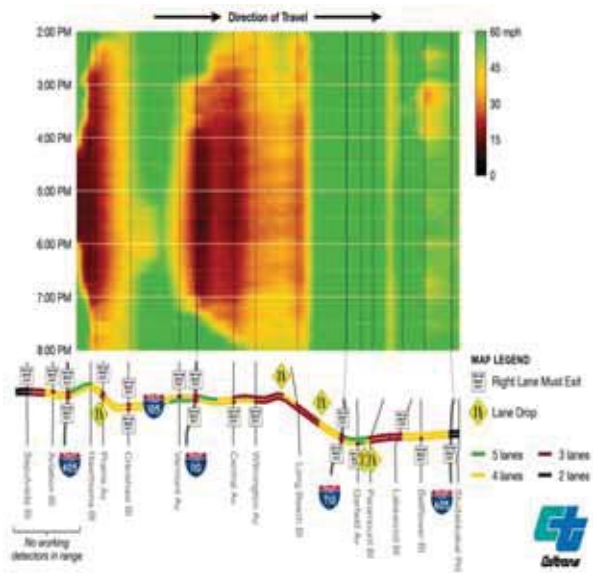 Direction of Travel
2:00 PM
3:00 PM
4:00 PM
5:00 PM
6:00 PM
7:00 PM
8:00 PM
60 mph
45
30
15
0
MAP LEGEND
Right Lane Must Exit
Lane Drop
5 lanes
3 lanes
4 lanes
2 lanes
105
405
110
710
605
Sepulveda Bl
Aviation Bl
Hawthorne Bl
Prairie Av
Crenshaw Bl
Vermont Av
Central Av
Wilmington Av
Long Beach Bl
Garfield Av
Paramount Bl
Lakewood Bl
Bellflower Bl
No working
detectors in range
Caltrans